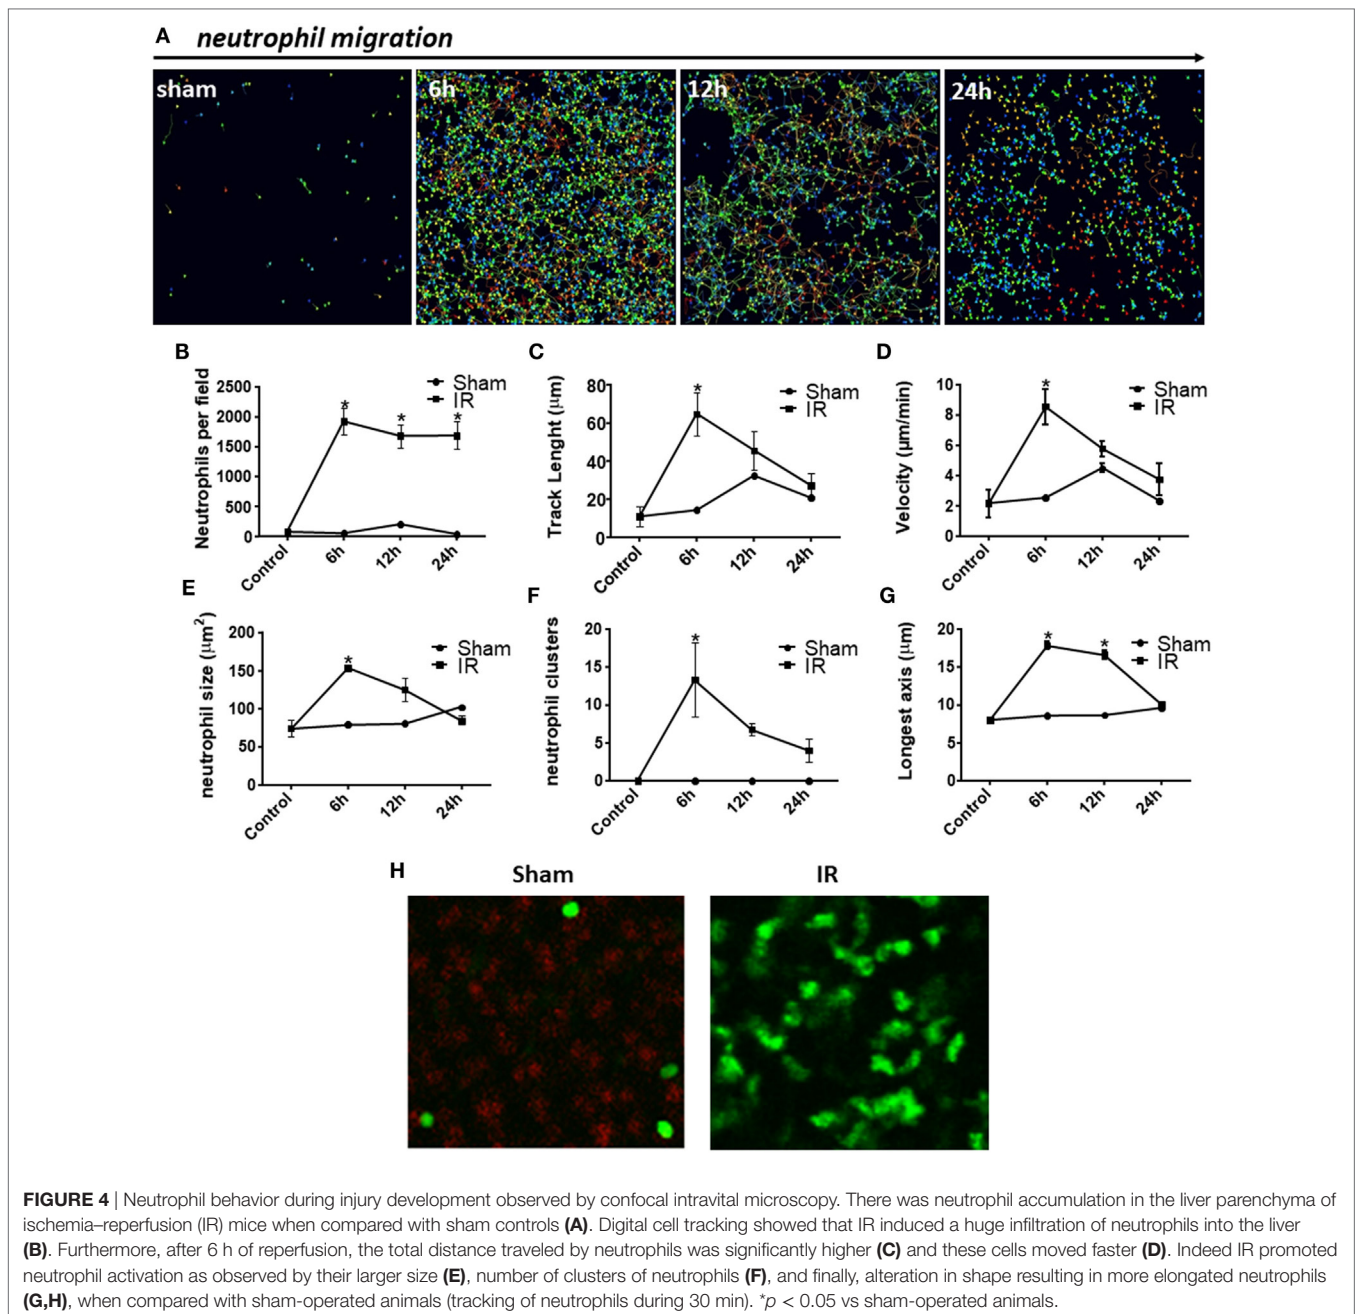 A neutrophil migration
sham 6h 12h 24h
B
Neutrophils per field
2500
2000
1500
1000
500
0
* * *
Sham
IR
Control 6h 12h 24h
C
Track Lenght (μm)
80
60
40
20
0
*
Sham
IR
Control 6h 12h 24h
D
Velocity (μm/min)
10
8
6
4
2
0
*
Sham
IR
Control 6h 12h 24h
E
neutrophil size (μm²)
200
150
100
50
0
*
Sham
IR
Control 6h 12h 24h
F
neutrophil clusters
20
15
10
5
0
*
Sham
IR
Control 6h 12h 24h
G
Longest axis (μm)
20
15
10
5
0
* *
Sham
IR
Control 6h 12h 24h
H Sham IR
FIGURE 4 | Neutrophil behavior during injury development observed by confocal intravital microscopy. There was neutrophil accumulation in the liver parenchyma of
ischemia–reperfusion (IR) mice when compared with sham controls (A). Digital cell tracking showed that IR induced a huge infiltration of neutrophils into the liver
(B). Furthermore, after 6 h of reperfusion, the total distance traveled by neutrophils was significantly higher (C) and these cells moved faster (D). Indeed IR promoted
neutrophil activation as observed by their larger size (E), number of clusters of neutrophils (F), and finally, alteration in shape resulting in more elongated neutrophils
(G,H), when compared with sham-operated animals (tracking of neutrophils during 30 min). *p < 0.05 vs sham-operated animals.